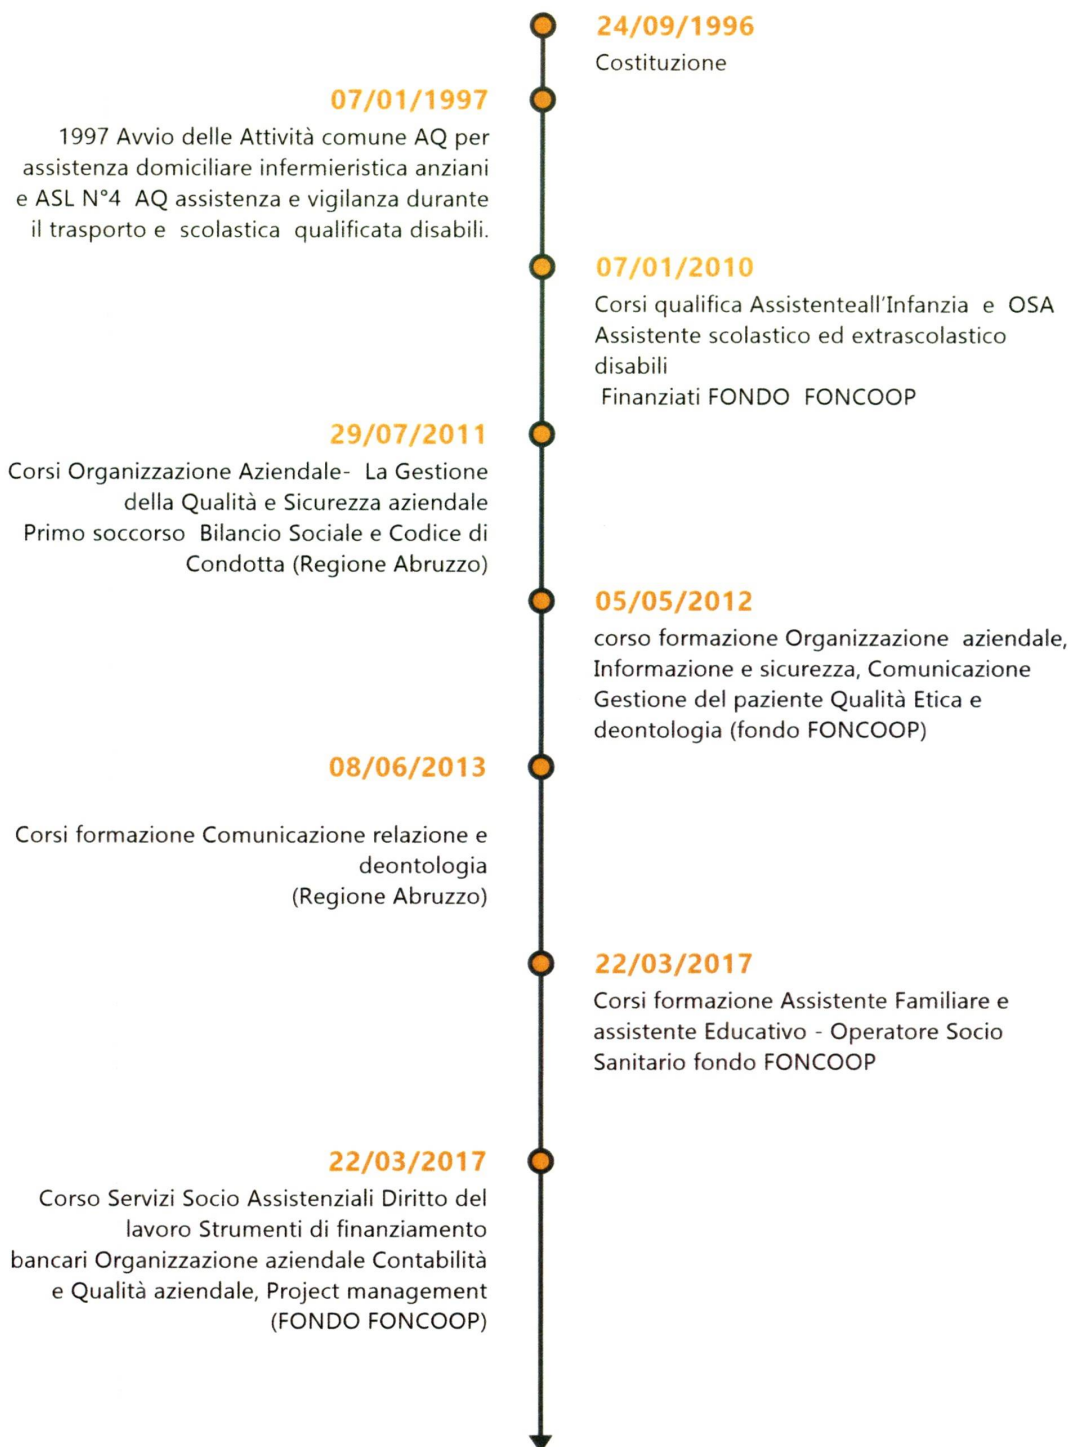 24/09/1996
Costituzione
07/01/1997
1997 Avvio delle Attività comune AQ per
assistenza domiciliare infermieristica anziani
e ASL N°4 AQ assistenza e vigilanza durante
il trasporto e scolastica qualificata disabili.
07/01/2010
Corsi qualifica Assistenteall'Infanzia e OSA
Assistente scolastico ed extrascolastico
disabili
Finanziati FONDO FONCOOP
29/07/2011
Corsi Organizzazione Aziendale- La Gestione
della Qualità e Sicurezza aziendale
Primo soccorso Bilancio Sociale e Codice di
Condotta (Regione Abruzzo)
05/05/2012
corso formazione Organizzazione aziendale,
Informazione e sicurezza, Comunicazione
Gestione del paziente Qualità Etica e
deontologia (fondo FONCOOP)
08/06/2013
Corsi formazione Comunicazione relazione e
deontologia
(Regione Abruzzo)
22/03/2017
Corsi formazione Assistente Familiare e
assistente Educativo - Operatore Socio
Sanitario fondo FONCOOP
22/03/2017
Corso Servizi Socio Assistenziali Diritto del
lavoro Strumenti di finanziamento
bancari Organizzazione aziendale Contabilità
e Qualità aziendale, Project management
(FONDO FONCOOP)